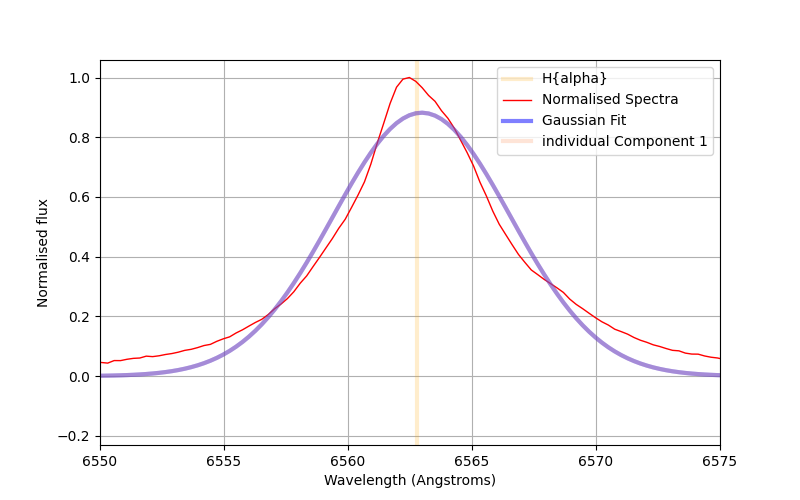 H{alpha}
Normalised Spectra
Gaussian Fit
individual Component 1
1.0
0.8
0.6
0.4
0.2
0.0
−0.2
Normalised flux
6550 6555 6560 6565 6570 6575
Wavelength (Angstroms)